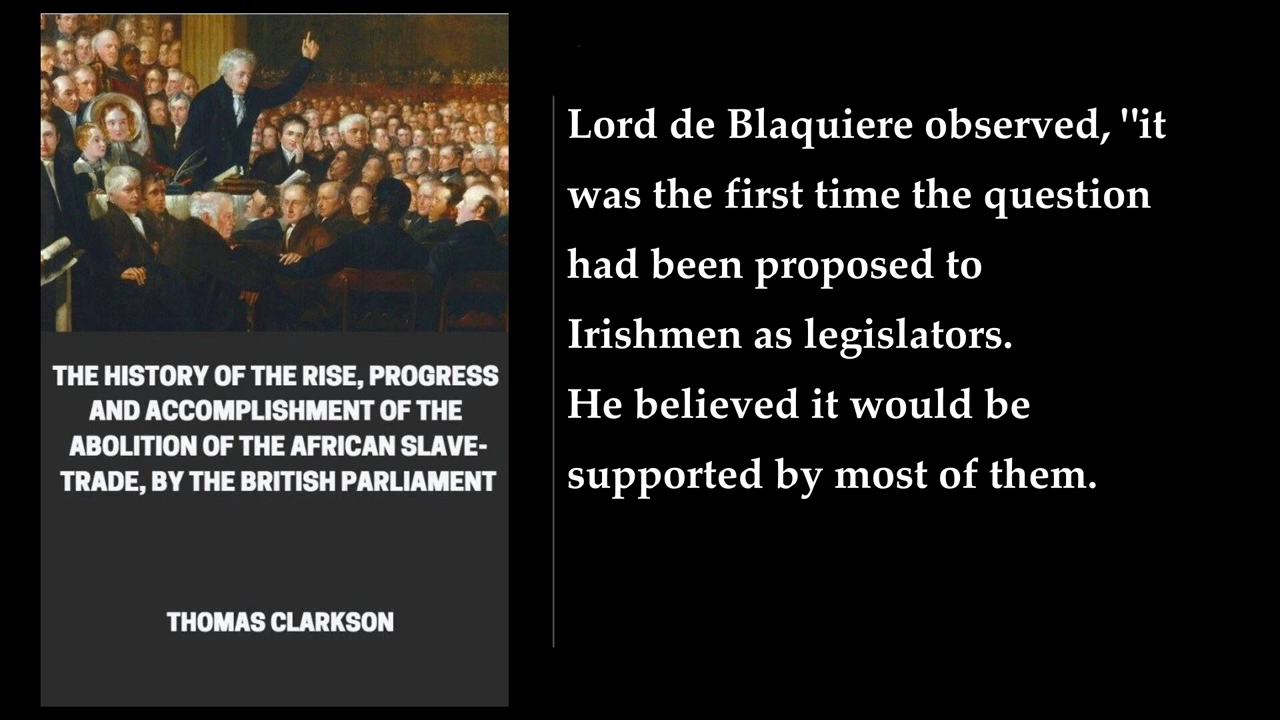 THE HISTORY OF THE RISE, PROGRESS
AND ACCOMPLISHMENT OF THE
ABOLITION OF THE AFRICAN SLAVE-
TRADE, BY THE BRITISH PARLIAMENT
THOMAS CLARKSON
Lord de Blaquiere observed, "it
was the first time the question
had been proposed to
Irishmen as legislators.
He believed it would be
supported by most of them.